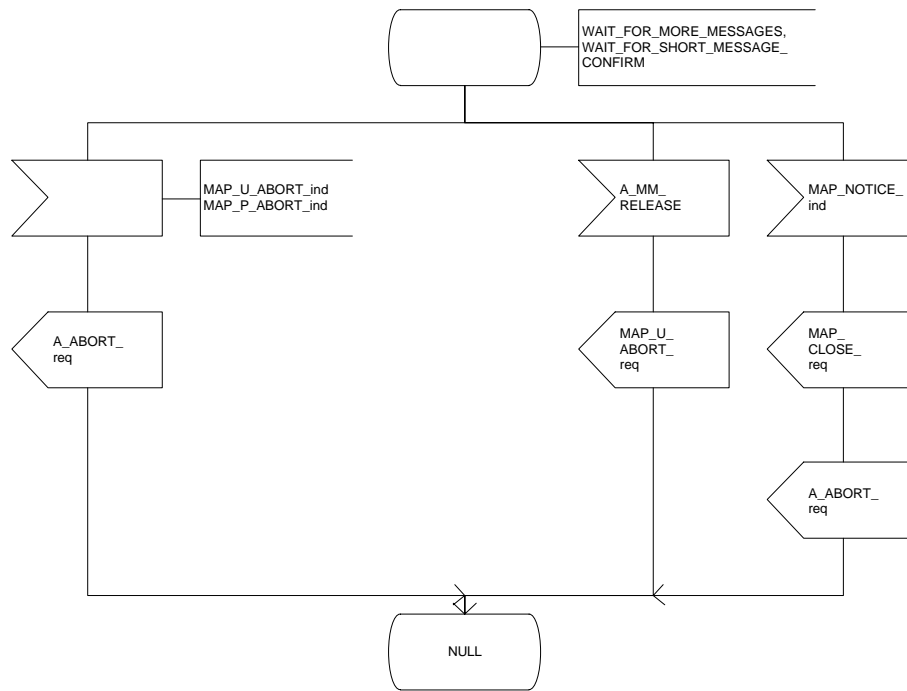 WAIT_FOR_MORE_MESSAGES,
WAIT_FOR_SHORT_MESSAGE_
CONFIRM
MAP_U_ABORT_ind
MAP_P_ABORT_ind
A_MM_
RELEASE
MAP_NOTICE_
ind
A_ABORT_
req
MAP_U_
ABORT_
req
MAP_
CLOSE_
req
A_ABORT_
req
NULL